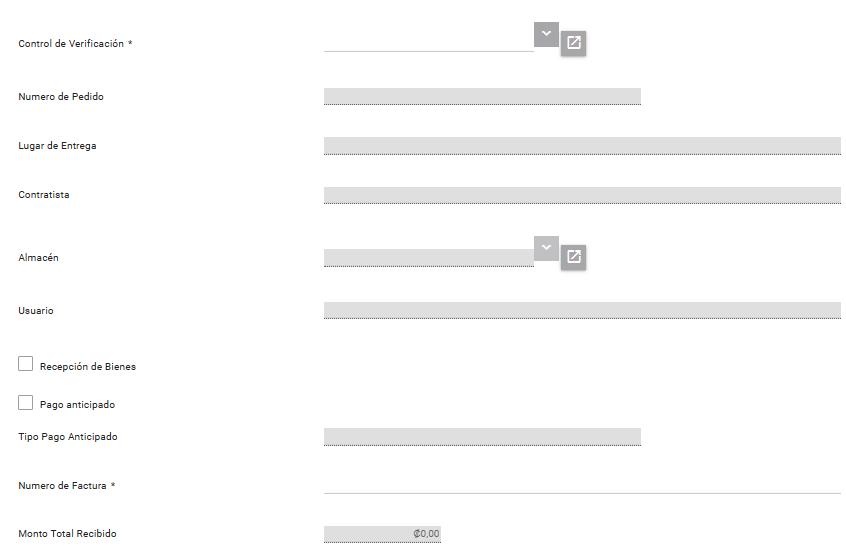 Control de Verificación *
Numero de Pedido
Lugar de Entrega
Contratista
Almacén
Usuario
Recepción de Bienes
Pago anticipado
Tipo Pago Anticipado
Numero de Factura *
Monto Total Recibido ₡0,00